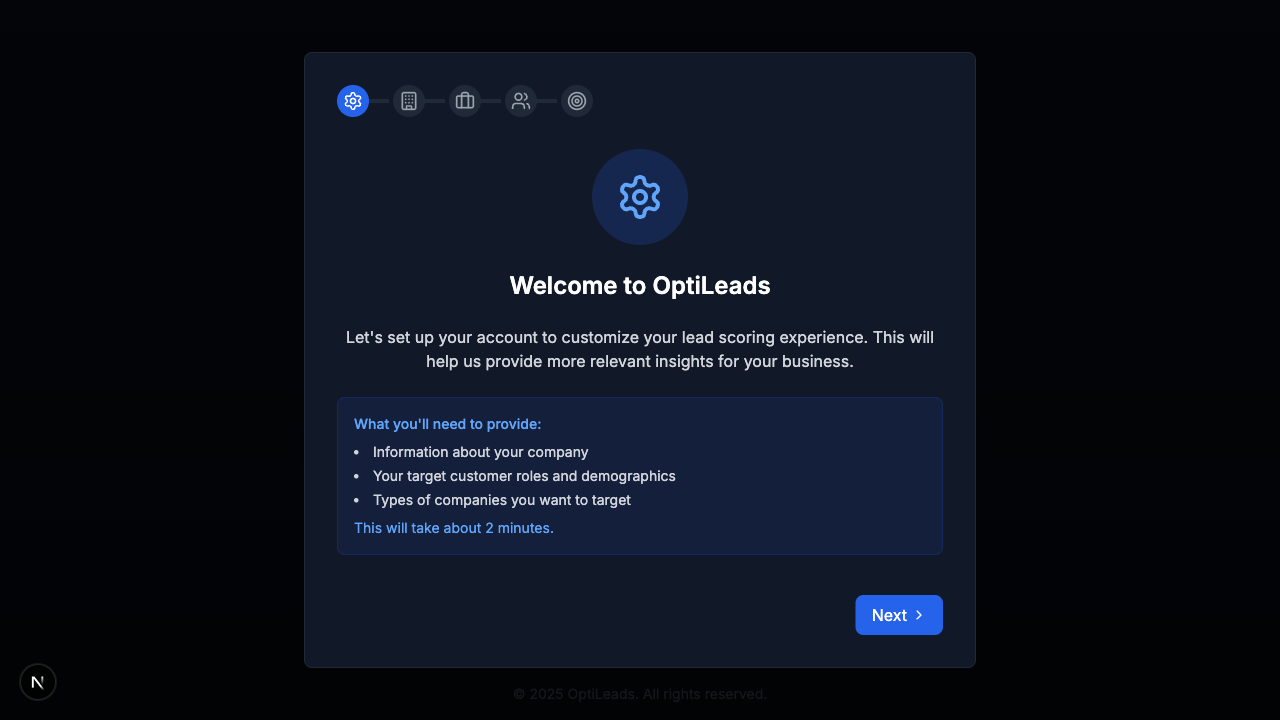 Welcome to OptiLeads
Let's set up your account to customize your lead scoring experience. This will
help us provide more relevant insights for your business.
What you'll need to provide:
• Information about your company
• Your target customer roles and demographics
• Types of companies you want to target
This will take about 2 minutes.
Next
N
© 2025 OptiLeads. All rights reserved.